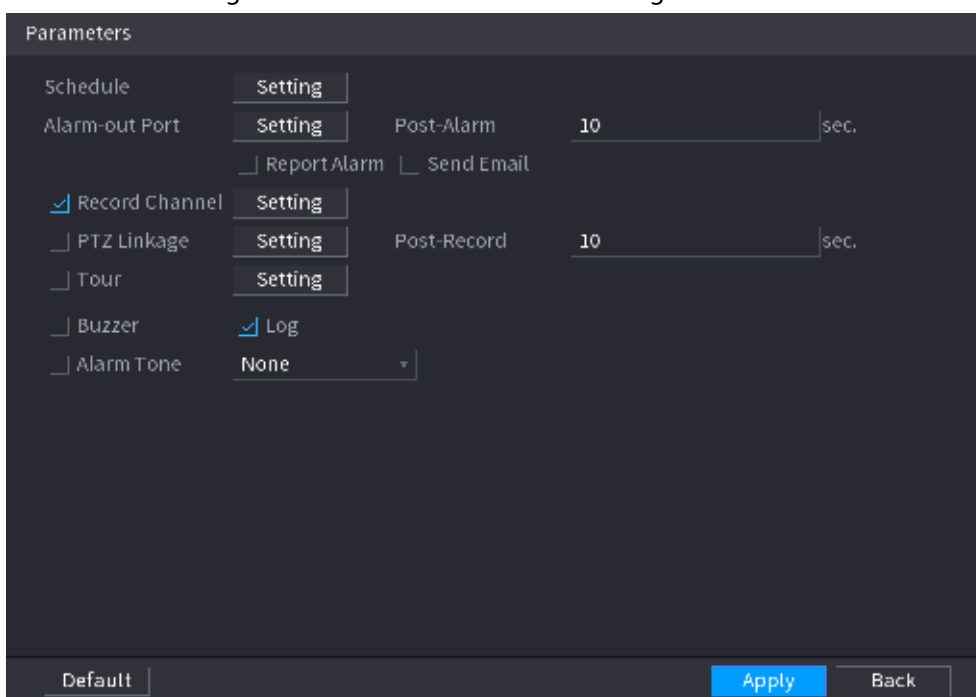 Parameters
Schedule Setting
Alarm-out Port Setting Post-Alarm 10 sec.
Report Alarm Send Email
Record Channel Setting
PTZ Linkage Setting Post-Record 10 sec.
Tour Setting
Buzzer Log
Alarm Tone None
Default Apply Back